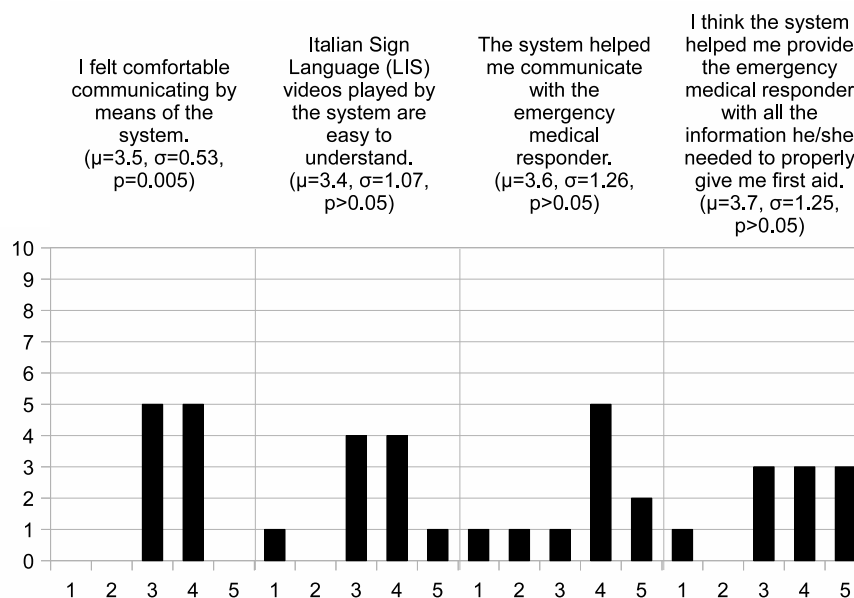 I felt comfortable
communicating by
means of the
system.
(μ=3.5, σ=0.53,
p=0.005)
Italian Sign
Language (LIS)
videos played by
the system are
easy to
understand.
(μ=3.4, σ=1.07,
p>0.05)
The system helped
me communicate
with the
emergency
medical
responder.
(μ=3.6, σ=1.26,
p>0.05)
I think the system
helped me provide
the emergency
medical responder
with all the
information he/she
needed to properly
give me first aid.
(μ=3.7, σ=1.25,
p>0.05)
10
9
8
7
6
5
4
3
2
1
0
1 2 3 4 5 1 2 3 4 5 1 2 3 4 5 1 2 3 4 5